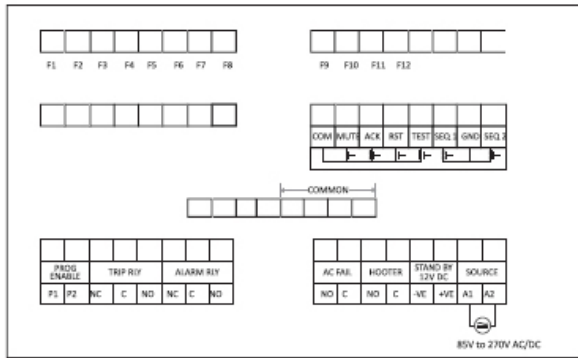 F1 F2 F3 F4 F5 F6 F7 F8
F9 F10 F11 F12
COM MUTE ACK RST TEST SEQ 1 GND SEQ 2
COMMON
PROG ENABLE TRIP RLY ALARM RLY
P1 P2 NC C NO NC C NO
AC FAIL HOOTER STAND BY 12V DC SOURCE
NO C NO C -VE +VE A1 A2
85V to 270V AC/DC